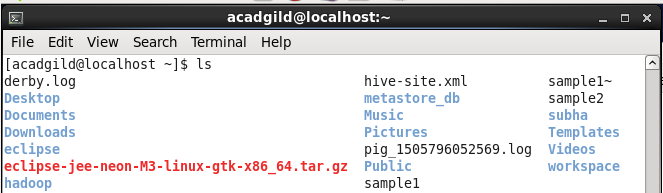 acadgild@localhost:~
File Edit View Search Terminal Help
[acadgild@localhost ~]$ ls
derby.log hive-site.xml sample1~
Desktop metastore_db sample2
Documents Music subha
Downloads Pictures Templates
eclipse pig_1505796052569.log Videos
eclipse-jee-neon-M3-linux-gtk-x86_64.tar.gz Public workspace
hadoop sample1